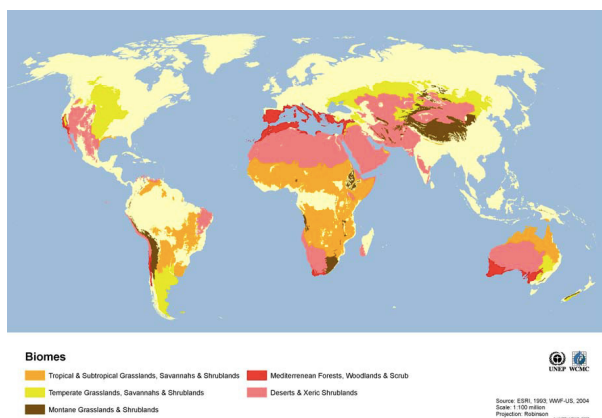 Biomes
Tropical & Subtropical Grasslands, Savannahs & Shrublands
Temperate Grasslands, Savannahs & Shrublands
Montane Grasslands & Shrublands
Mediterrenean Forests, Woodlands & Scrub
Deserts & Xeric Shrublands
UNEP WCMC
Source: ESRI, 1993; WWF-US, 2004
Scale: 1:100 million
Projection: Robinson